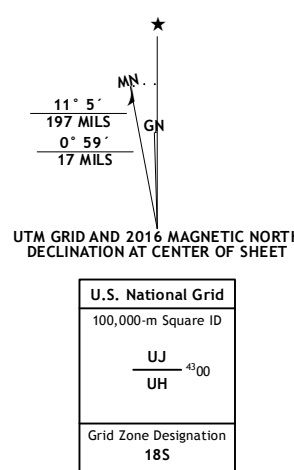 ★
MN
11° 5´
197 MILS
GN
0° 59´
17 MILS
UTM GRID AND 2016 MAGNETIC NORTH
DECLINATION AT CENTER OF SHEET
U.S. National Grid
100,000-m Square ID
UJ
4300
UH
Grid Zone Designation
18S